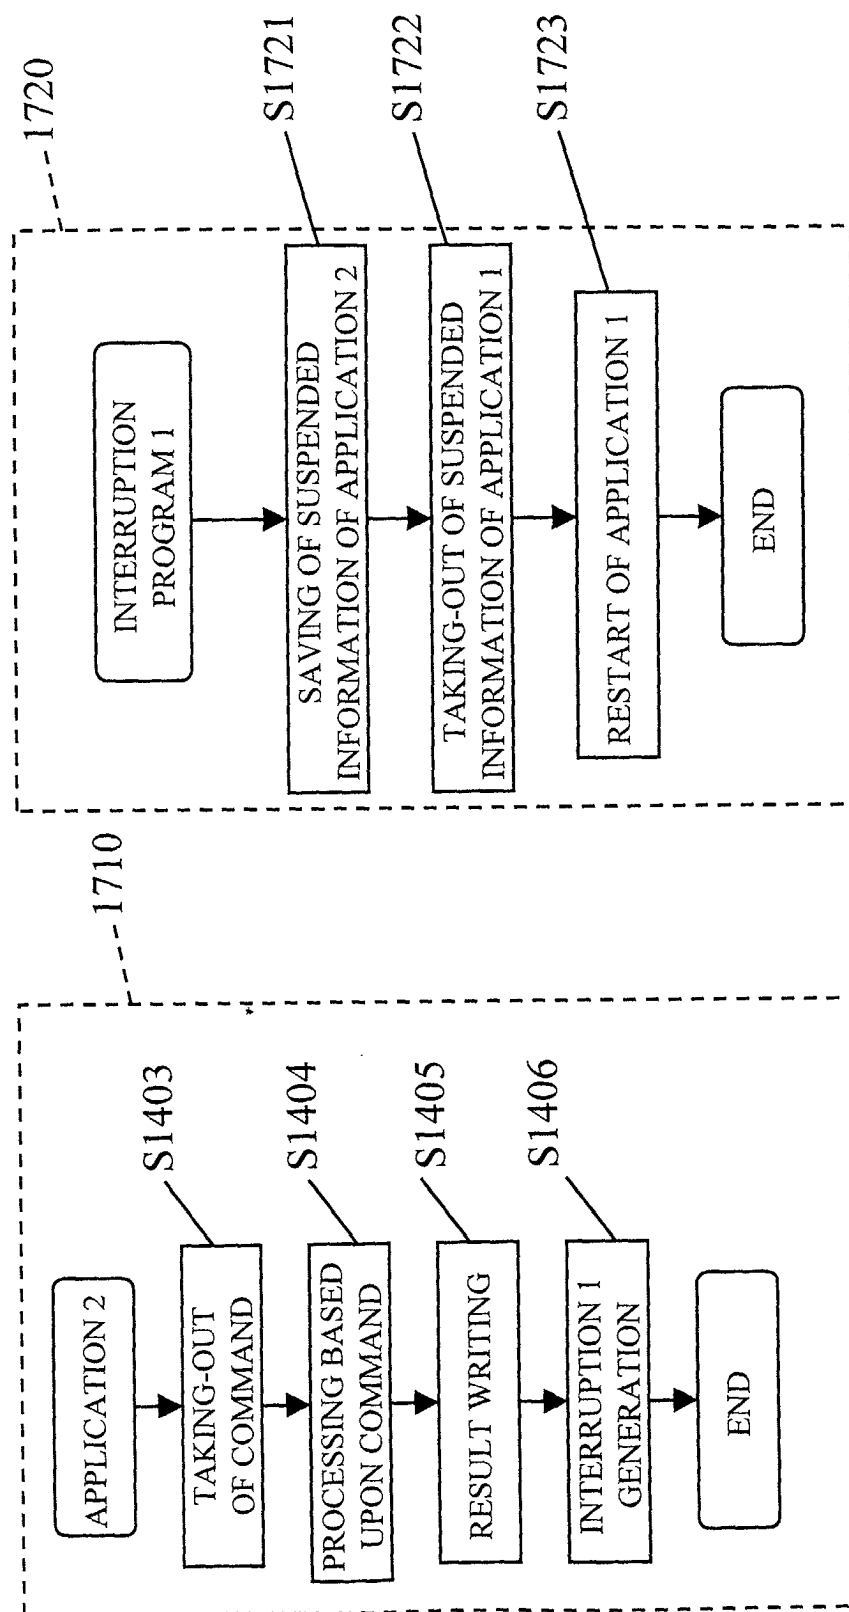 1710
APPLICATION 2
TAKING-OUT
OF COMMAND
S1403
PROCESSING BASED
UPON COMMAND
S1404
RESULT WRITING
S1405
INTERRUPTION 1
GENERATION
S1406
END
1720
INTERRUPTION
PROGRAM 1
SAVING OF SUSPENDED
INFORMATION OF APPLICATION 2
S1721
TAKING-OUT OF SUSPENDED
INFORMATION OF APPLICATION 1
S1722
RESTART OF APPLICATION 1
S1723
END